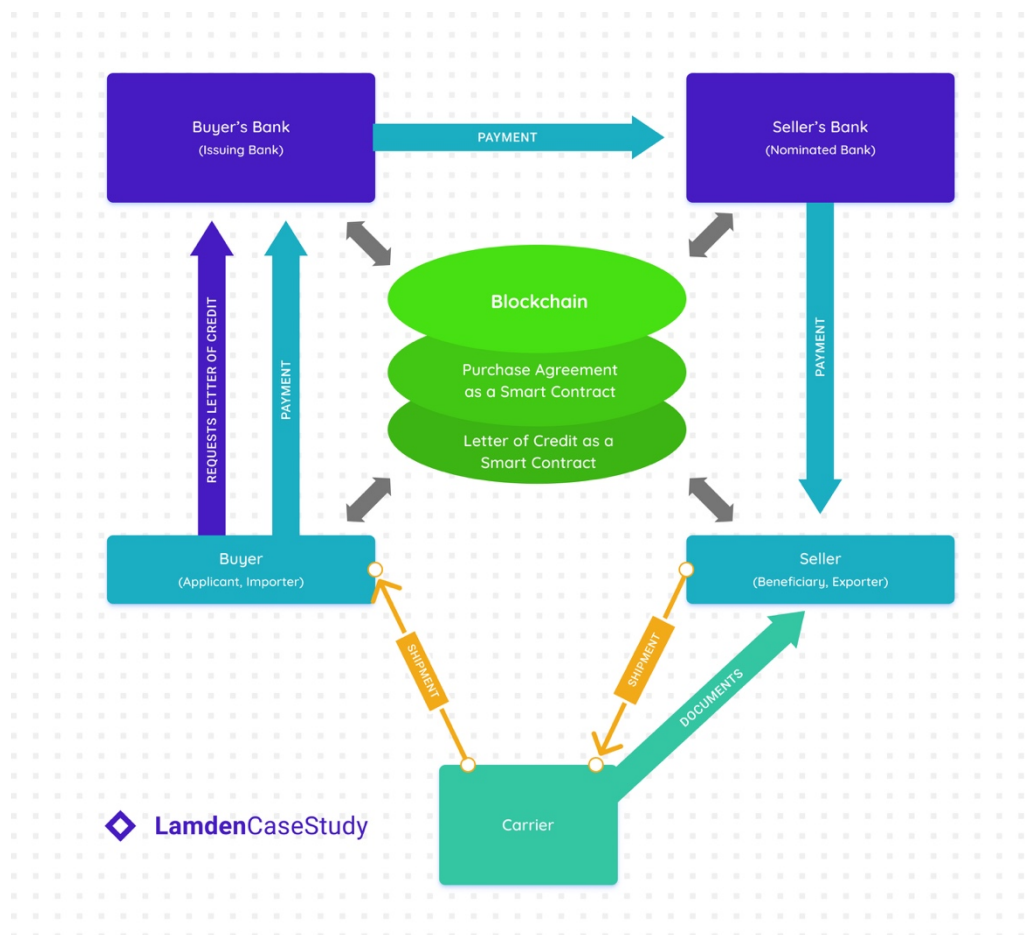 Buyer's Bank
(Issuing Bank)
PAYMENT
Seller's Bank
(Nominated Bank)
REQUESTS LETTER OF CREDIT
PAYMENT
Blockchain
Purchase Agreement
as a Smart Contract
Letter of Credit as a
Smart Contract
PAYMENT
Buyer
(Applicant, Importer)
Seller
(Beneficiary, Exporter)
SHIPMENT
SHIPMENT
DOCUMENTS
Carrier
LamdenCaseStudy